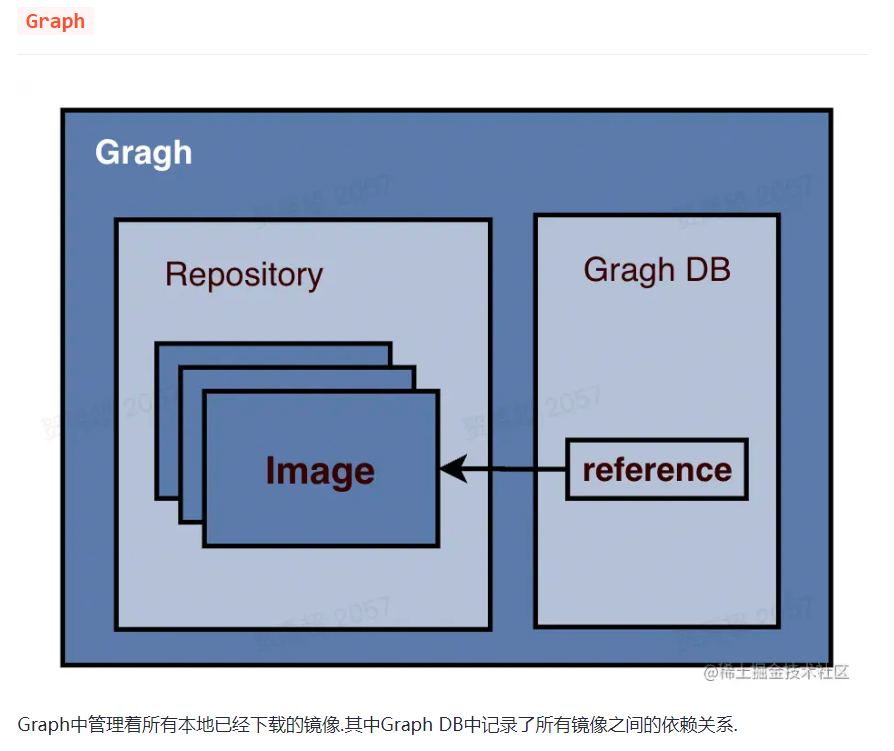 Graph
Gragh
Repository
Gragh DB
Image
reference
@稀土掘金技术社区
Graph中管理着所有本地已经下载的镜像.其中Graph DB中记录了所有镜像之间的依赖关系.